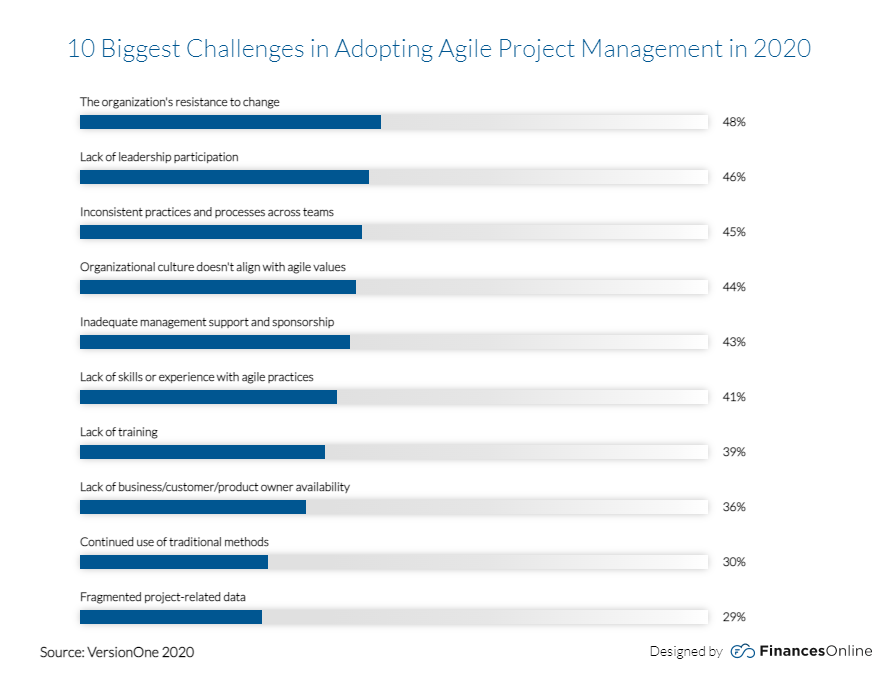 10 Biggest Challenges in Adopting Agile Project Management in 2020
The organization's resistance to change
48%
Lack of leadership participation
46%
Inconsistent practices and processes across teams
45%
Organizational culture doesn't align with agile values
44%
Inadequate management support and sponsorship
43%
Lack of skills or experience with agile practices
41%
Lack of training
39%
Lack of business/customer/product owner availability
36%
Continued use of traditional methods
30%
Fragmented project-related data
29%
Source: VersionOne 2020
Designed by FinancesOnline